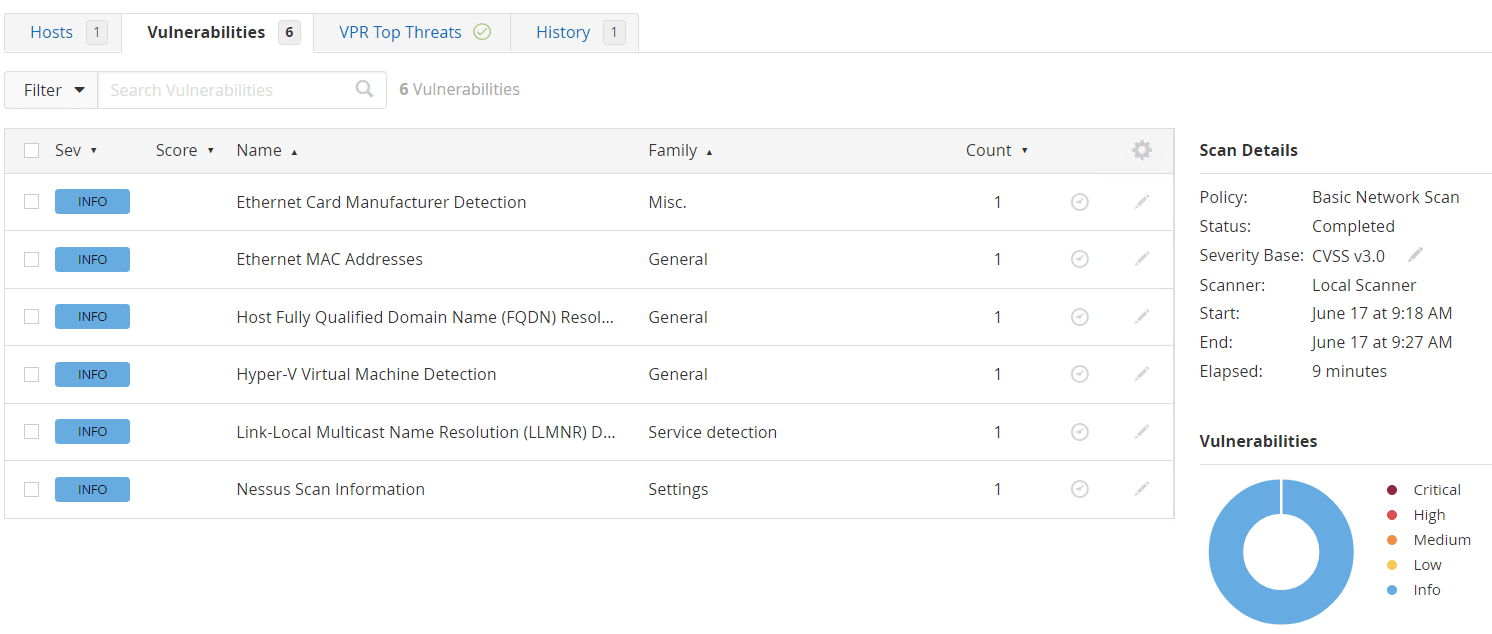 Hosts 1 Vulnerabilities 6 VPR Top Threats History 1
Filter Search Vulnerabilities 6 Vulnerabilities
Sev Score Name Family Count
INFO Ethernet Card Manufacturer Detection Misc. 1
INFO Ethernet MAC Addresses General 1
INFO Host Fully Qualified Domain Name (FQDN) Resol... General 1
INFO Hyper-V Virtual Machine Detection General 1
INFO Link-Local Multicast Name Resolution (LLMNR) D... Service detection 1
INFO Nessus Scan Information Settings 1
Scan Details
Policy: Basic Network Scan
Status: Completed
Severity Base: CVSS v3.0
Scanner: Local Scanner
Start: June 17 at 9:18 AM
End: June 17 at 9:27 AM
Elapsed: 9 minutes
Vulnerabilities
Critical
High
Medium
Low
Info